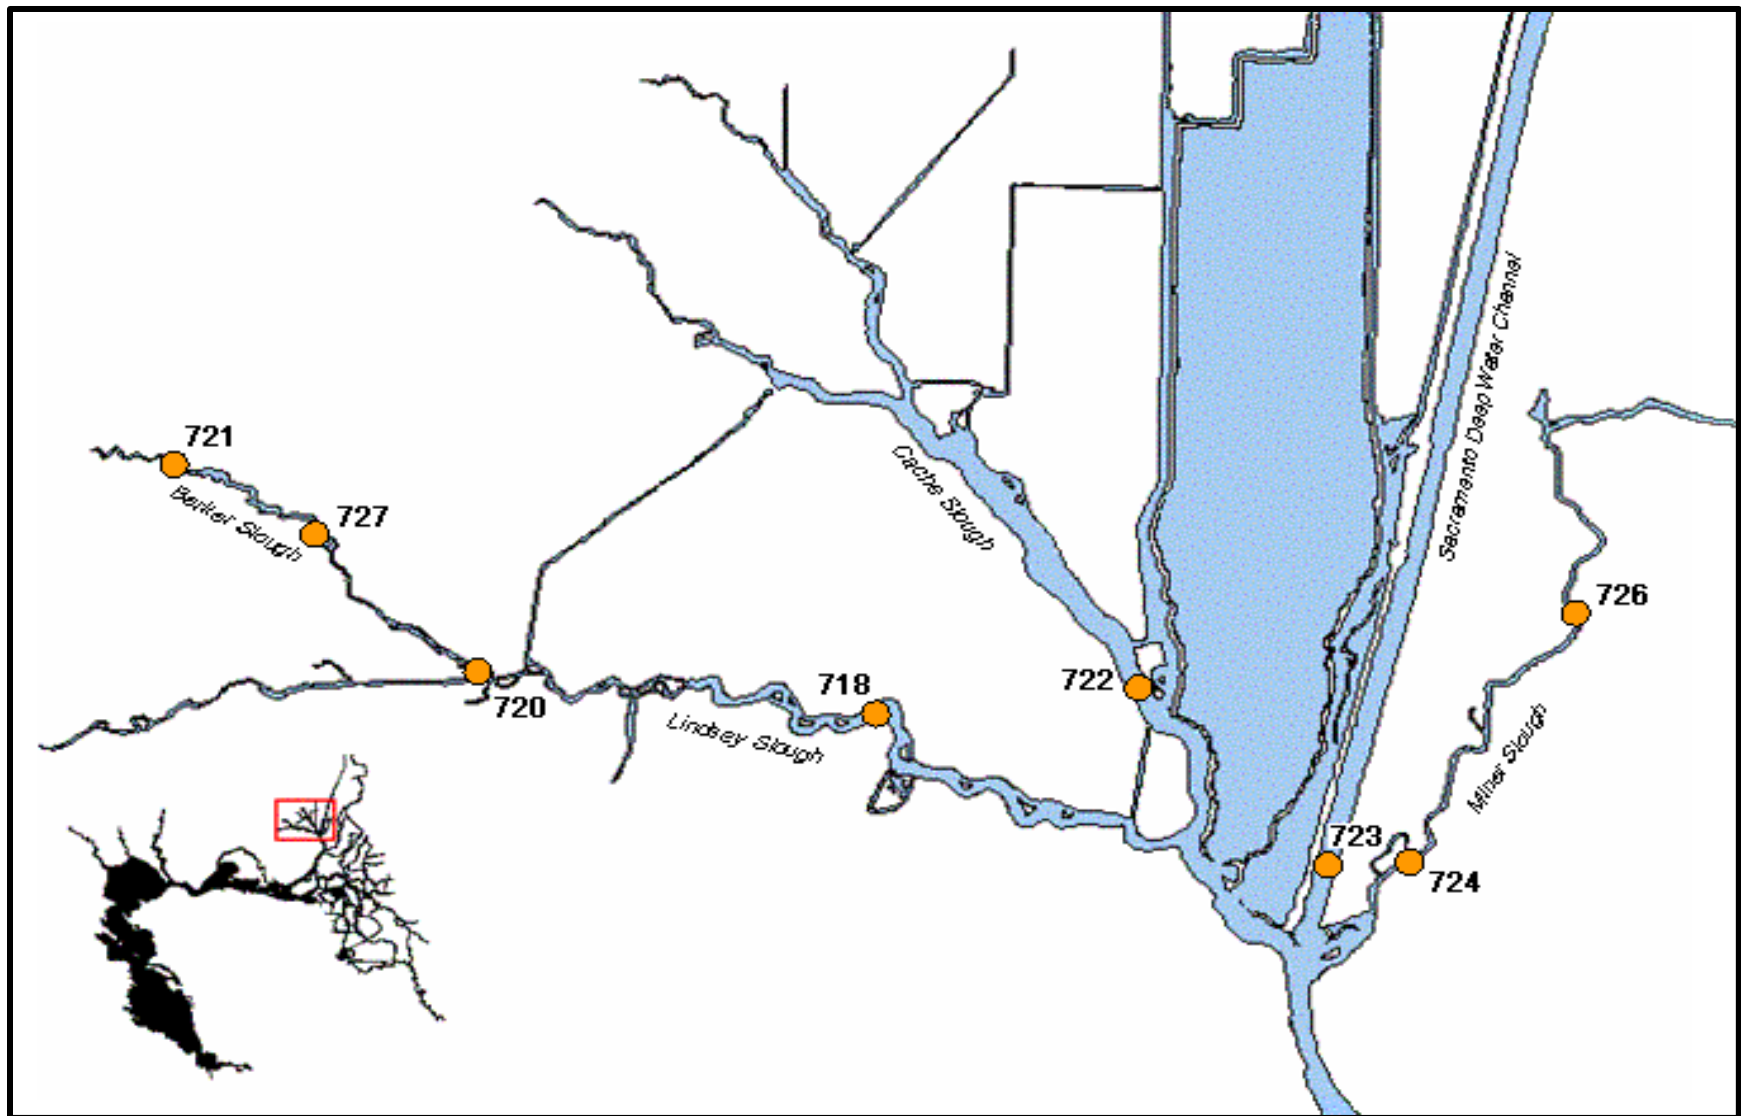 Sacramento Deep Water Channel
721
Barker Slough
727
Cache Slough
726
722
718
720
Lindsey Slough
Miner Slough
723
724